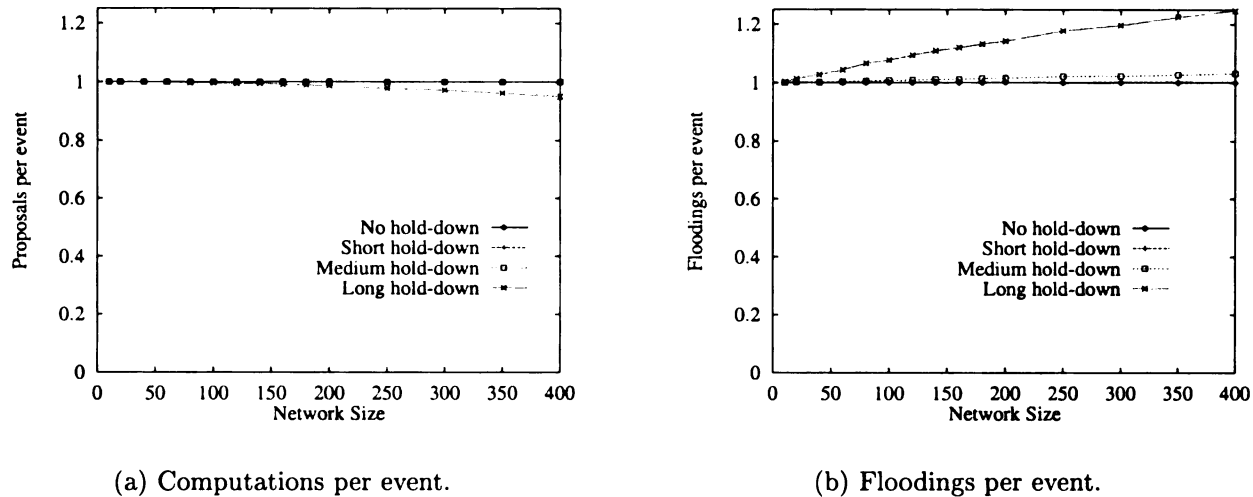 1.2
1
0.8
0.6
0.4
0.2
0
Proposals per event
No hold-down
Short hold-down
Medium hold-down
Long hold-down
0 50 100 150 200 250 300 350 400
Network Size
(a) Computations per event.
1.2
1
0.8
0.6
0.4
0.2
0
Floodings per event
No hold-down
Short hold-down
Medium hold-down
Long hold-down
0 50 100 150 200 250 300 350 400
Network Size
(b) Floodings per event.